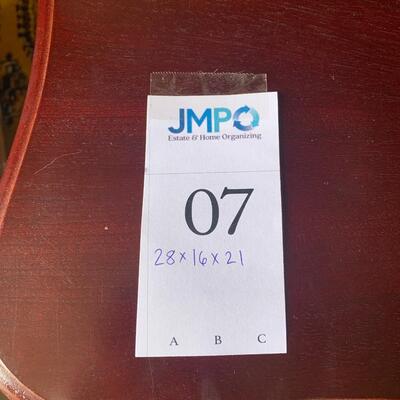 JMPO
Estate & Home Organizing
07
28x16x21
A B C